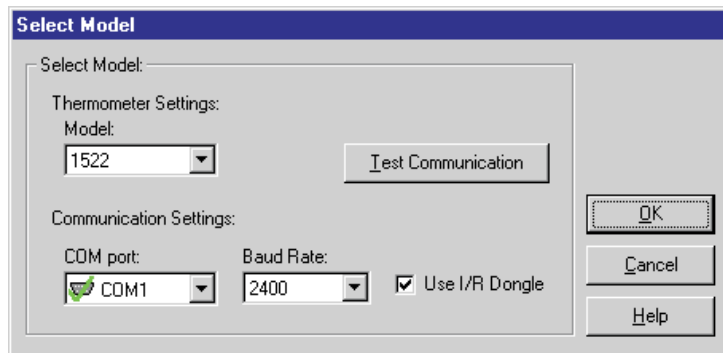 Select Model
Select Model:
Thermometer Settings:
Model:
1522
Test Communication
Communication Settings:
COM port:
Baud Rate:
COM1
2400
Use I/R Dongle
OK
Cancel
Help